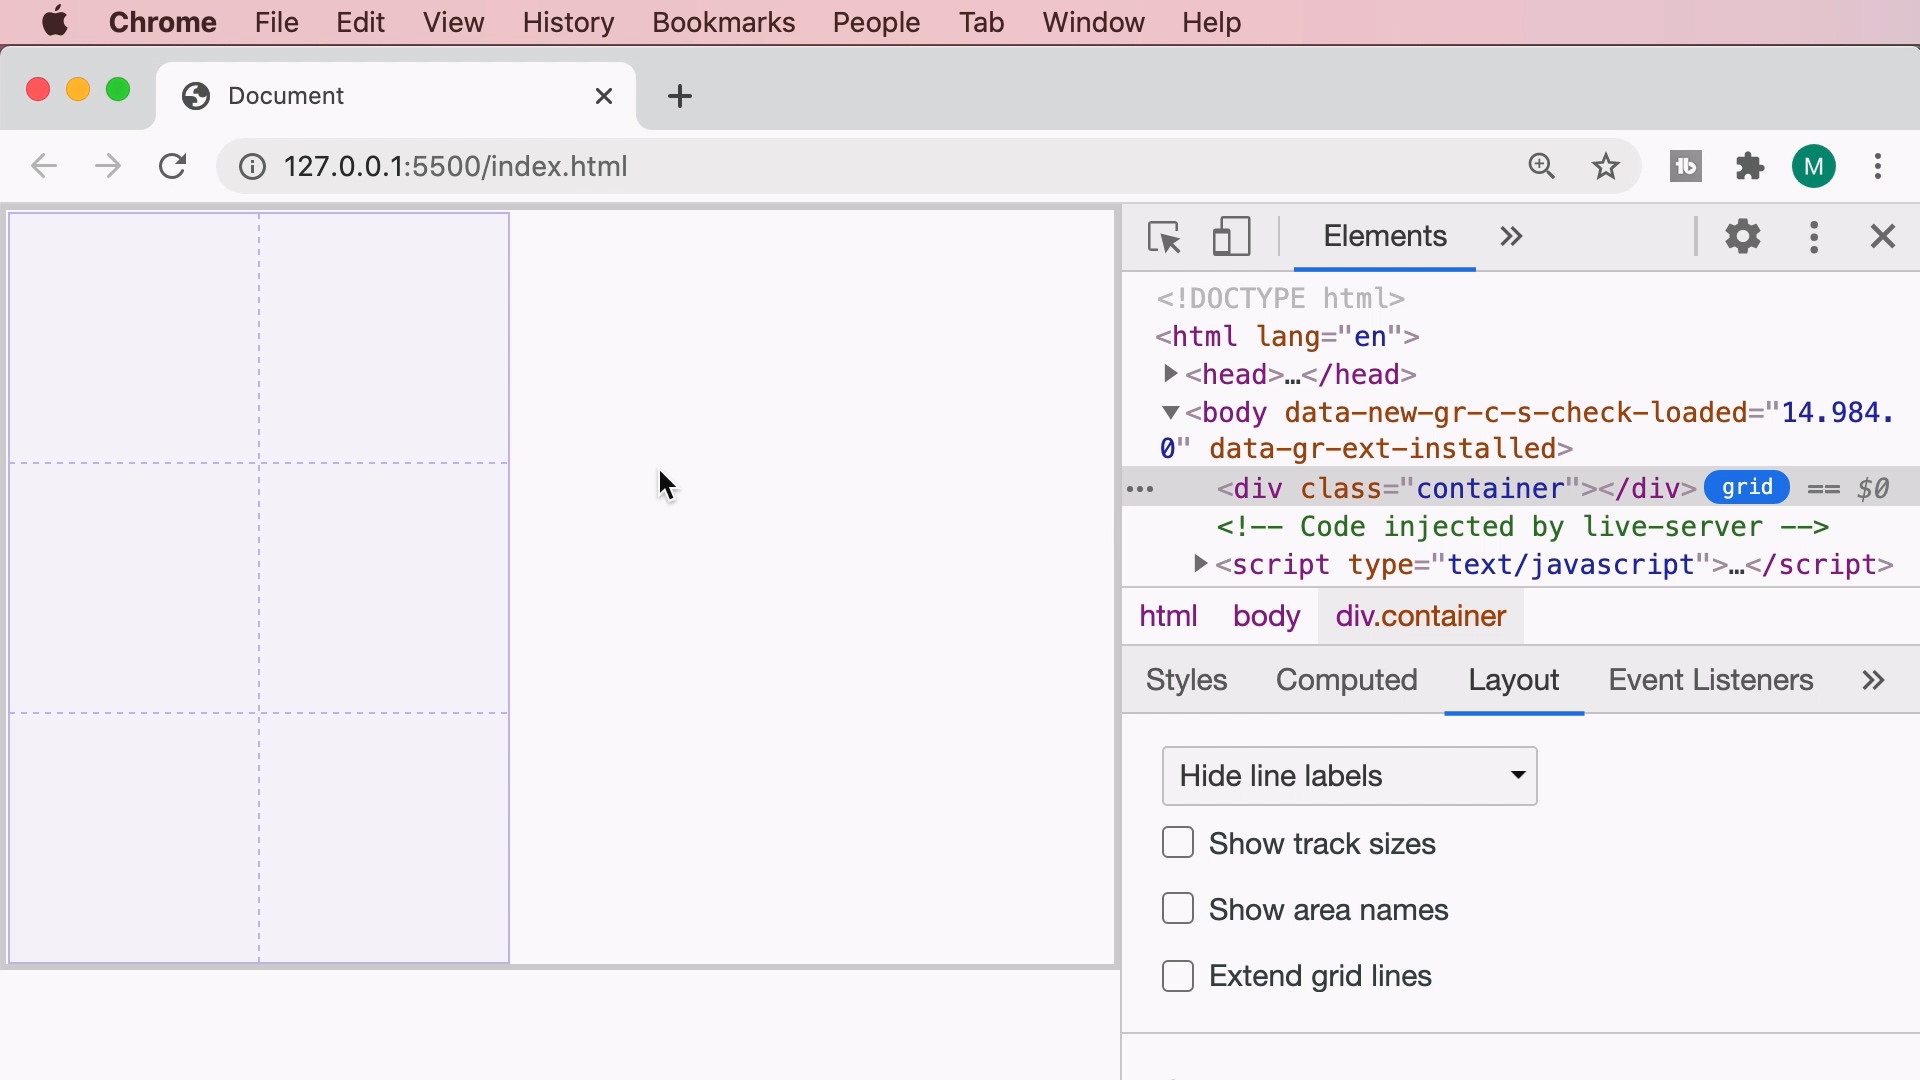 Chrome File Edit View History Bookmarks People Tab Window Help
Document
127.0.0.1:5500/index.html
M
Elements
<!DOCTYPE html>
<html lang="en">
<head>…</head>
<body data-new-gr-c-s-check-loaded="14.984.
0" data-gr-ext-installed>
<div class="container"></div> grid == $0
<!-- Code injected by live-server -->
<script type="text/javascript">…</script>
html body div.container
Styles Computed Layout Event Listeners
Hide line labels
Show track sizes
Show area names
Extend grid lines